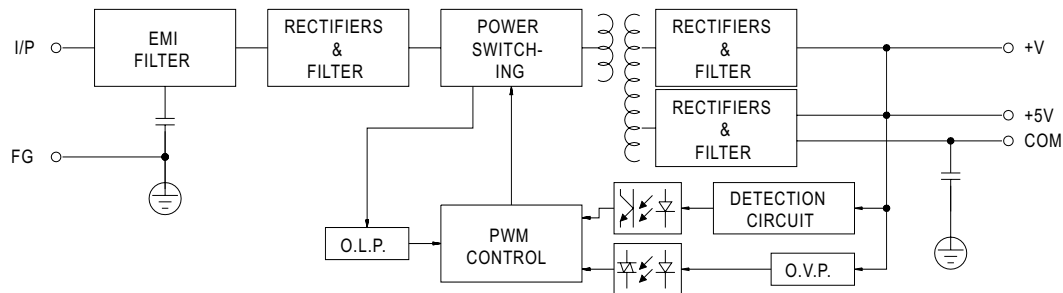 I/P
EMI
FILTER
RECTIFIERS
&
FILTER
POWER
SWITCH-
ING
RECTIFIERS
&
FILTER
+V
RECTIFIERS
&
FILTER
+5V
COM
FG
O.L.P.
PWM
CONTROL
DETECTION
CIRCUIT
O.V.P.